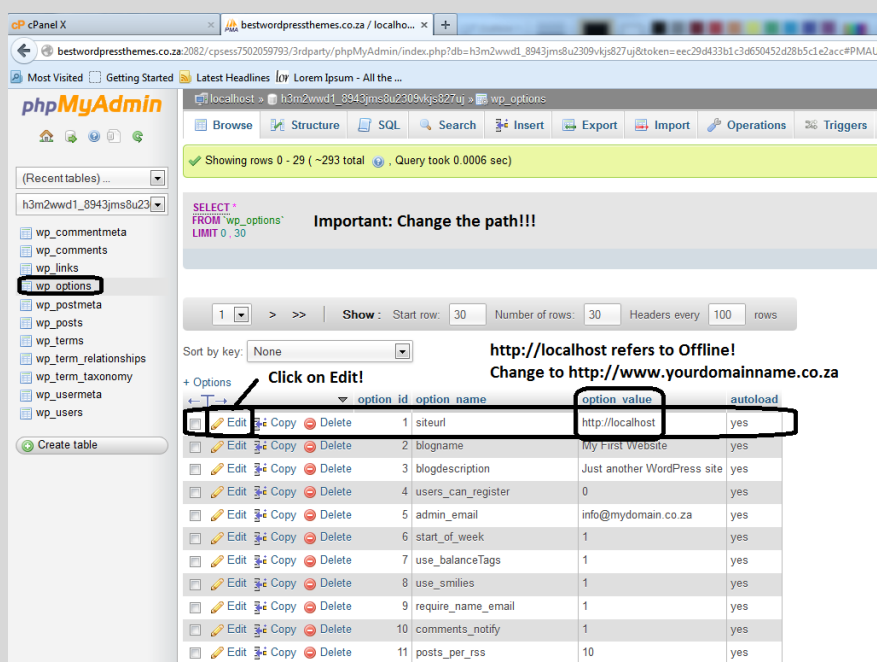 cP cPanel X × PMA bestwordpressthemes.co.za / localho... × +
bestwordpressthemes.co.za:2082/cpsess7502059793/3rdparty/phpMyAdmin/index.php?db=h3m2wwd1_8943jms8u2309vkjs827uj&token=eec29d433b1c3d650452d28b5c1e2acc#PMAU
Most Visited Getting Started Latest Headlines Lorem Ipsum - All the ...
phpMyAdmin
localhost » h3m2wwd1_8943jms8u2309vkjs827uj » wp_options
Browse Structure SQL Search Insert Export Import Operations Triggers
Showing rows 0 - 29 ( ~293 total , Query took 0.0006 sec)
(Recent tables) ...
h3m2wwd1_8943jms8u23
SELECT *
FROM `wp_options`
LIMIT 0 , 30
Important: Change the path!!!
wp_commentmeta
wp_comments
wp_links
wp_options
wp_postmeta
wp_posts
wp_terms
wp_term_relationships
wp_term_taxonomy
wp_usermeta
wp_users
Create table
1 > >> Show : Start row: 30 Number of rows: 30 Headers every 100 rows
Sort by key: None
http://localhost refers to Offline!
Change to http://www.yourdomainname.co.za
Click on Edit!
+ Options
←T→ option_id option_name option_value autoload
Edit Copy Delete 1 siteurl http://localhost yes
Edit Copy Delete 2 blogname My First Website yes
Edit Copy Delete 3 blogdescription Just another WordPress site yes
Edit Copy Delete 4 users_can_register 0 yes
Edit Copy Delete 5 admin_email info@mydomain.co.za yes
Edit Copy Delete 6 start_of_week 1 yes
Edit Copy Delete 7 use_balanceTags 1 yes
Edit Copy Delete 8 use_smilies 1 yes
Edit Copy Delete 9 require_name_email 1 yes
Edit Copy Delete 10 comments_notify 1 yes
Edit Copy Delete 11 posts_per_rss 10 yes